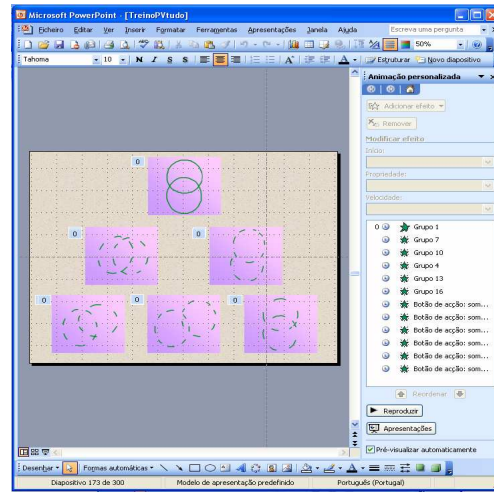 Microsoft PowerPoint - [TreinoPVtudo]
Ficheiro Editar Ver Inserir Formatar Ferramentas Apresentações Janela Ajuda Escreva uma pergunta
50%
Tahoma 10 N I S S Estruturar Novo diapositivo
Animação personalizada
Adicionar efeito
Remover
Modificar efeito
Início:
Propriedade:
Velocidade:
0 Grupo 1
Grupo 7
Grupo 10
Grupo 4
Grupo 13
Grupo 16
Botão de acção: som...
Botão de acção: som...
Botão de acção: som...
Botão de acção: som...
Botão de acção: som...
Botão de acção: som...
0
0 0
0 0 0
Reordenar
Reproduzir
Apresentações
Pré-visualizar automaticamente
Desenhar Formas automáticas
Diapositivo 173 de 300 Modelo de apresentação predefinido Português (Portugal)